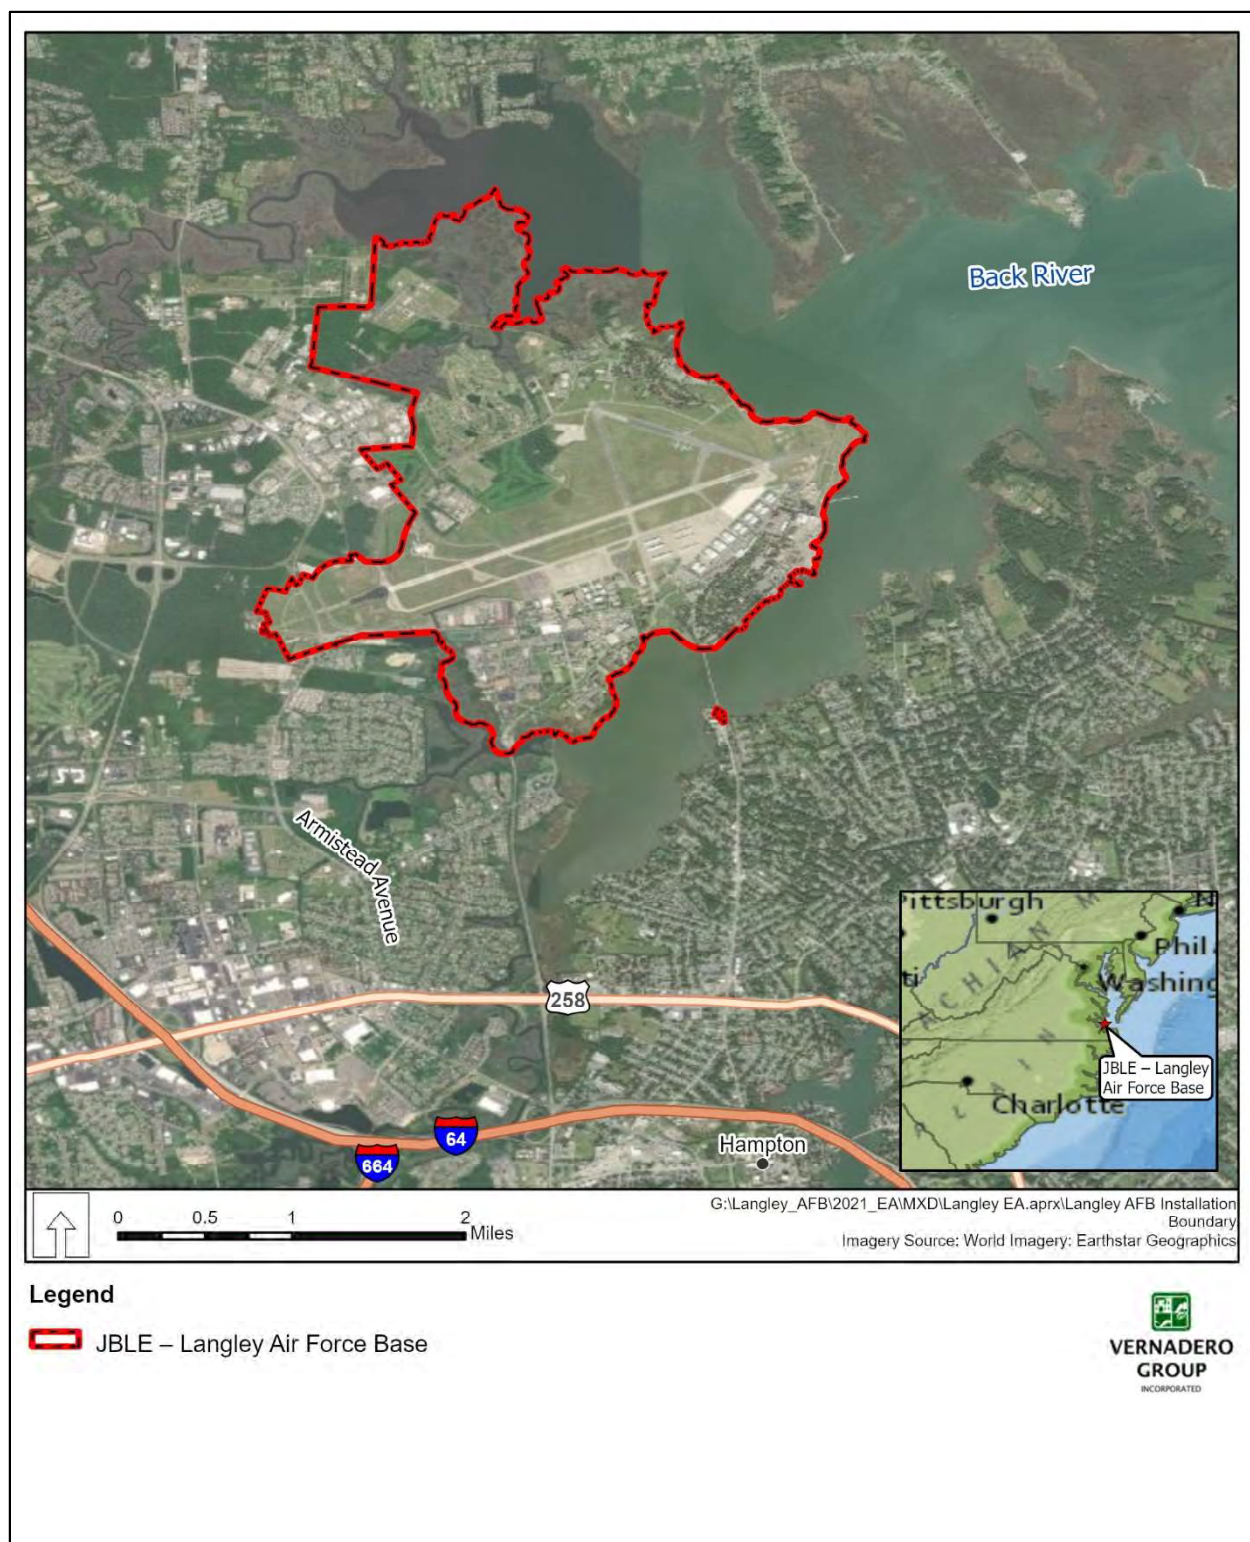 Back River
Armistead Avenue
258
64
664
Hampton
Pittsburgh
Phil
Washing
CHIAN M
AIN
Charlotte
JBLE – Langley
Air Force Base
0 0.5 1 2
Miles
G:\Langley_AFB\2021_EA\MXD\Langley EA.aprx\Langley AFB Installation
Boundary
Imagery Source: World Imagery: Earthstar Geographics
Legend
JBLE – Langley Air Force Base
VERNADERO
GROUP
INCORPORATED